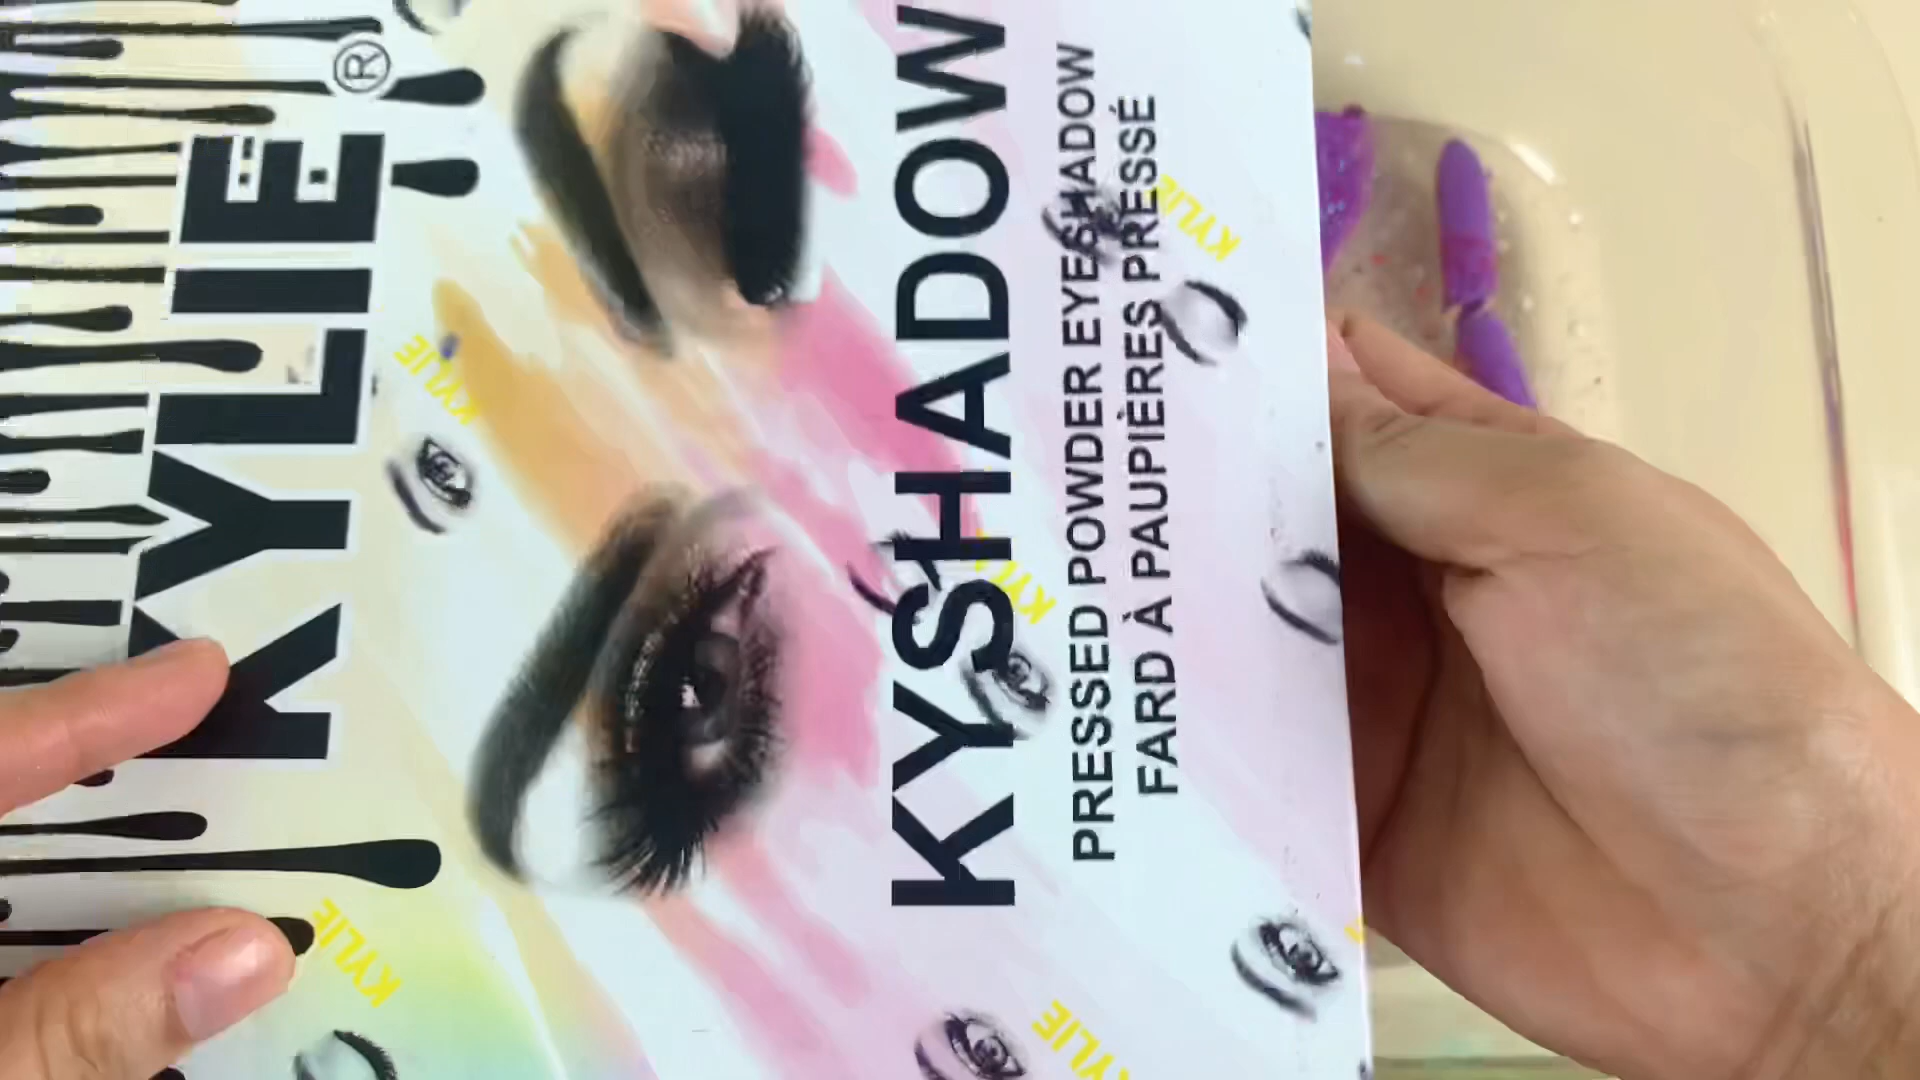 KYLIE®
KYSHADOW
PRESSED POWDER EYESHADOW
FARD À PAUPIÈRES PRESSÉ
KYLIE
KYLIE
KYLIE
KYLIE
KYLIE